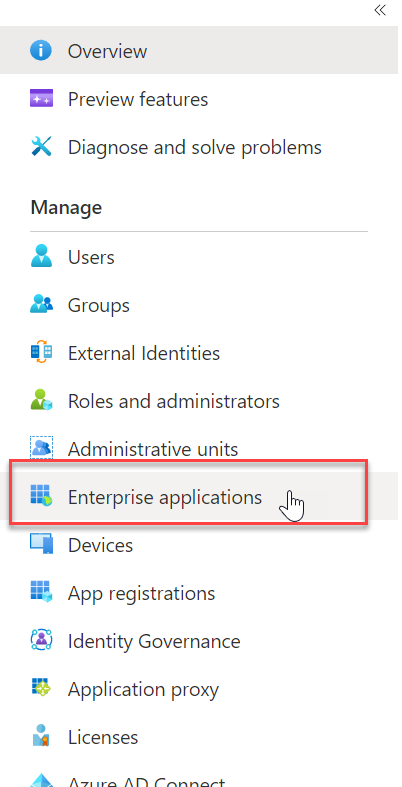 Overview
Preview features
Diagnose and solve problems
Manage
Users
Groups
External Identities
Roles and administrators
Administrative units
Enterprise applications
Devices
App registrations
Identity Governance
Application proxy
Licenses
Azure AD Connect